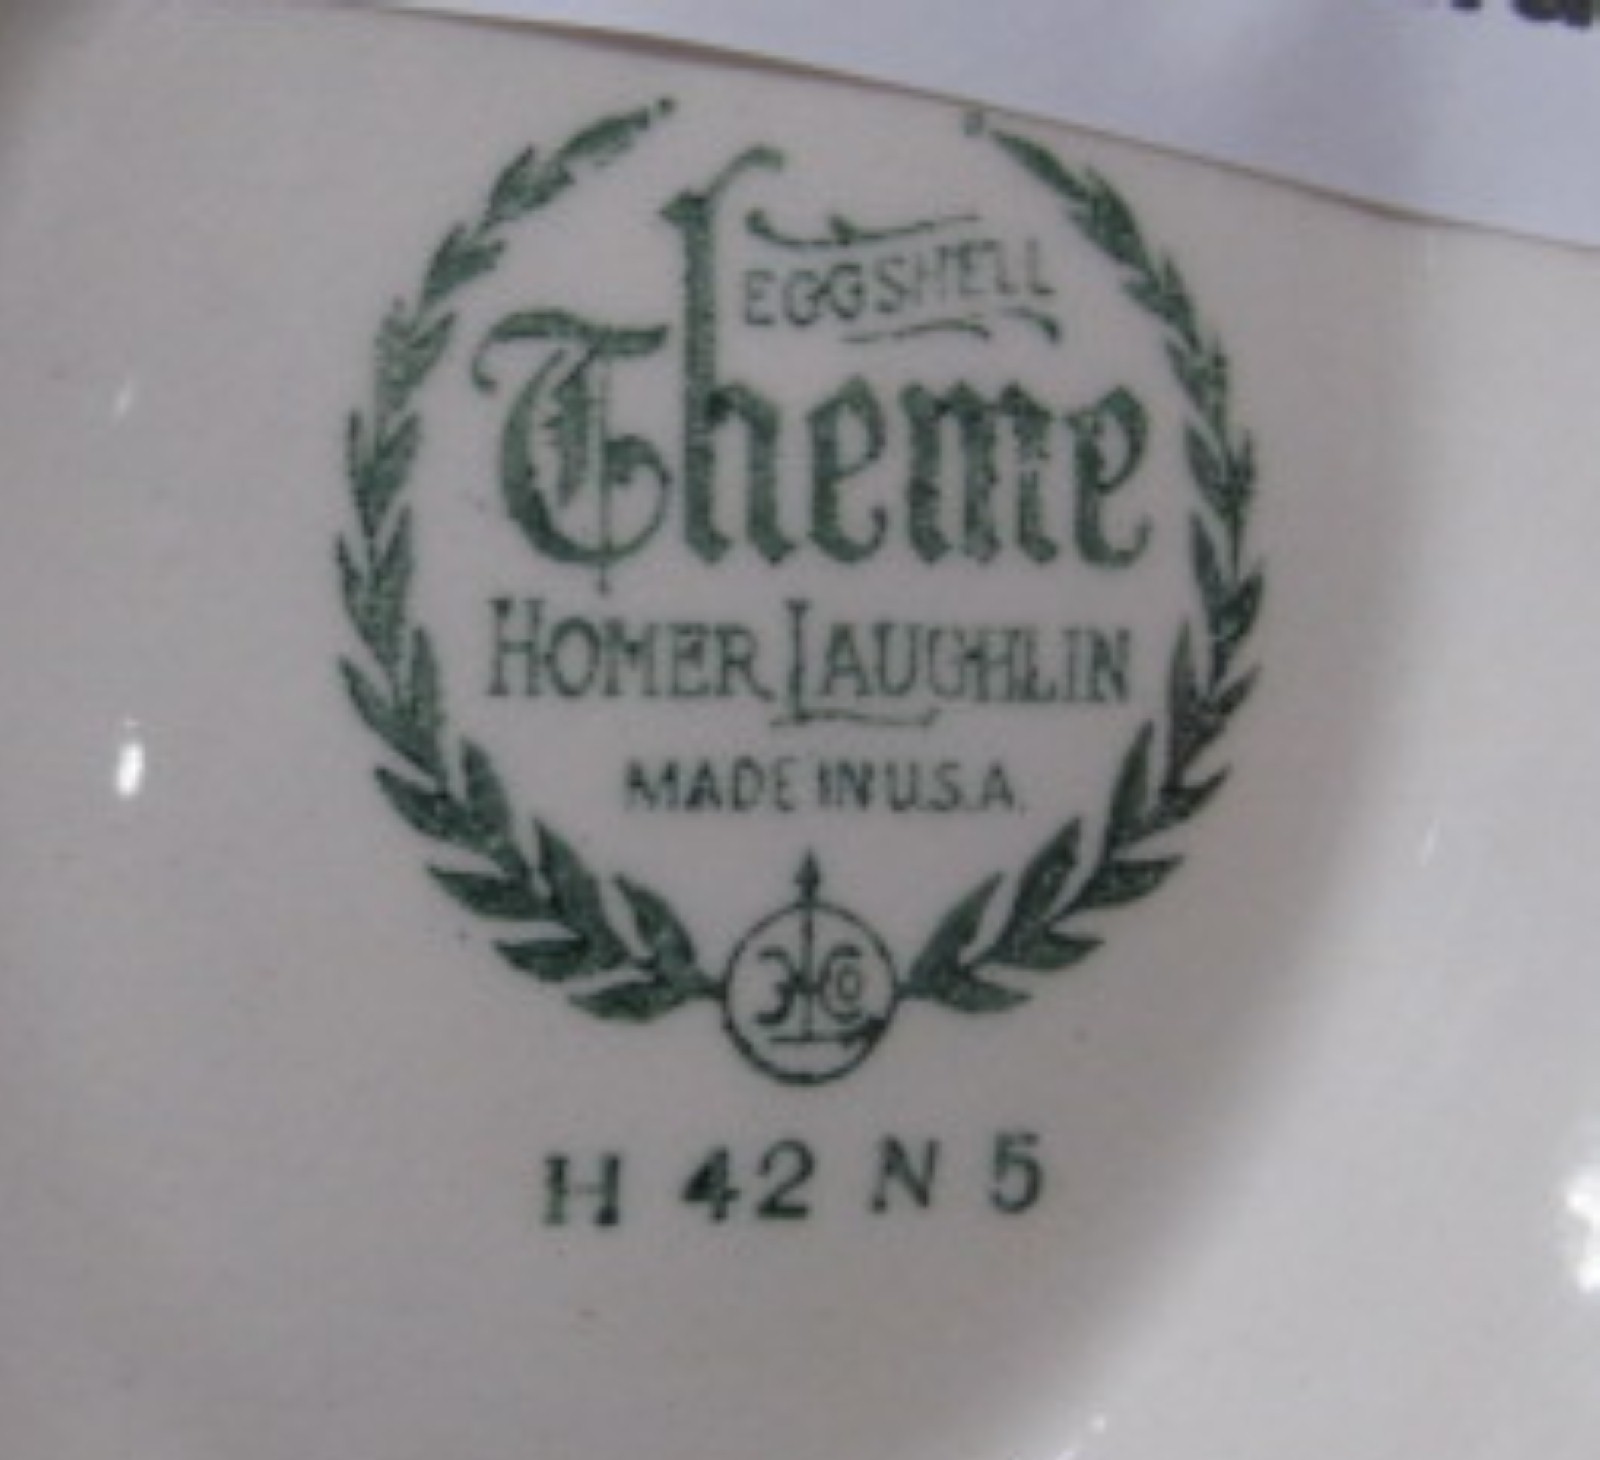 EGGSHELL
Theme
HOMER LAUGHLIN
MADE IN U.S.A.
H 42 N 5